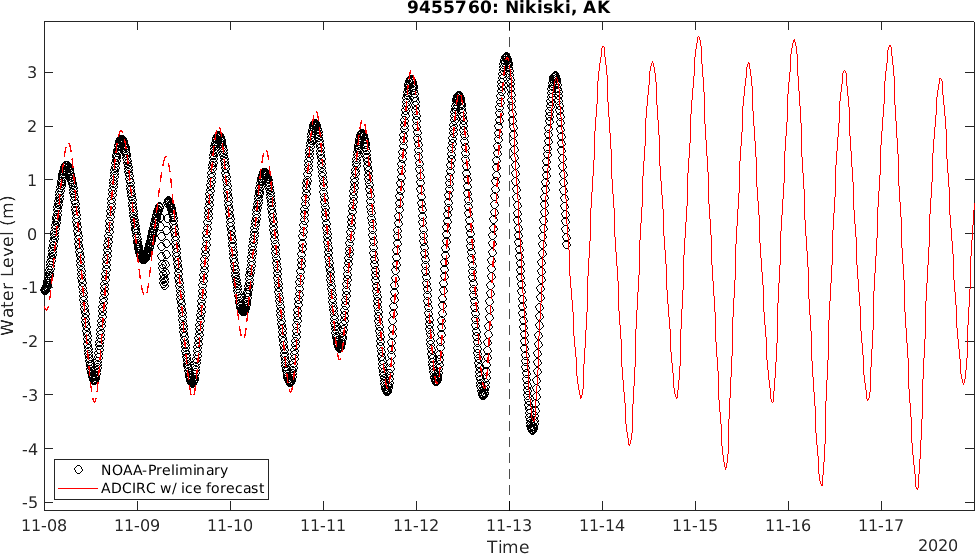 9455760: Nikiski, AK
Water Level (m)
3
2
1
0
-1
-2
-3
-4
-5
NOAA-Preliminary
ADCIRC w/ ice forecast
11-08 11-09 11-10 11-11 11-12 11-13 11-14 11-15 11-16 11-17
Time
2020